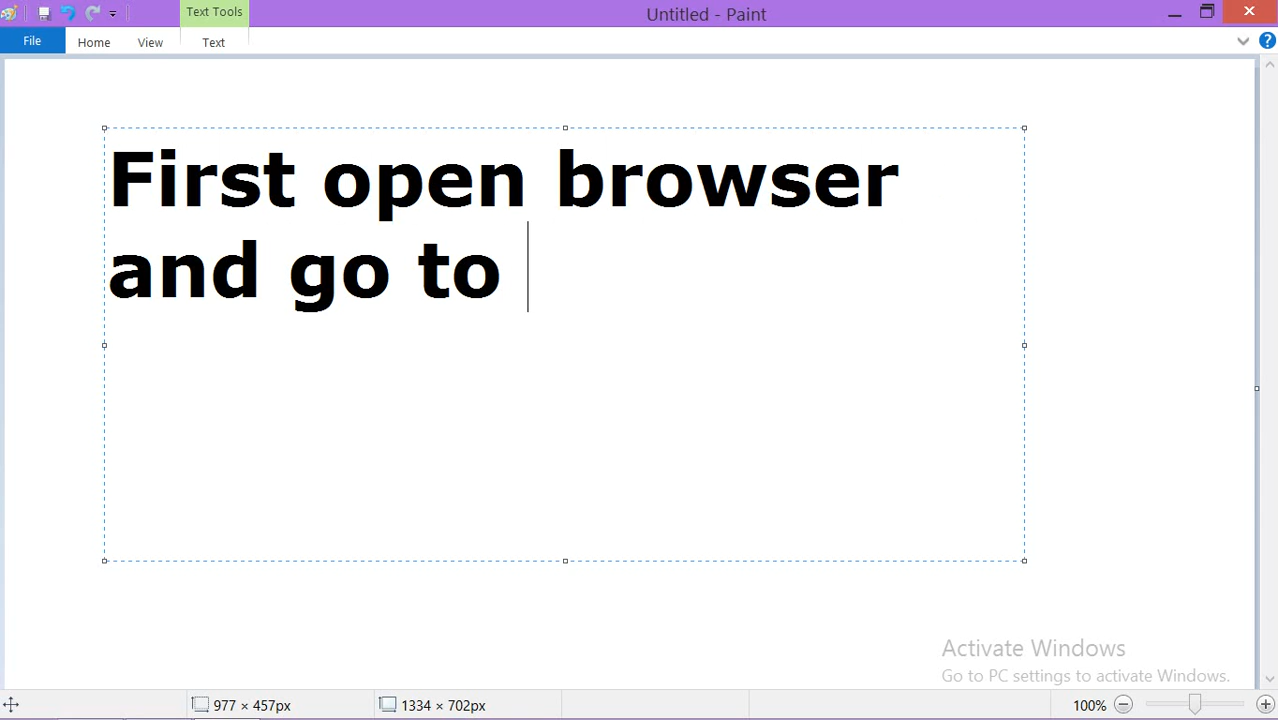 Text Tools
Untitled - Paint
File
Home
View
Text
First open browser
and go to
Activate Windows
Go to PC settings to activate Windows.
977 × 457px
1334 × 702px
100%